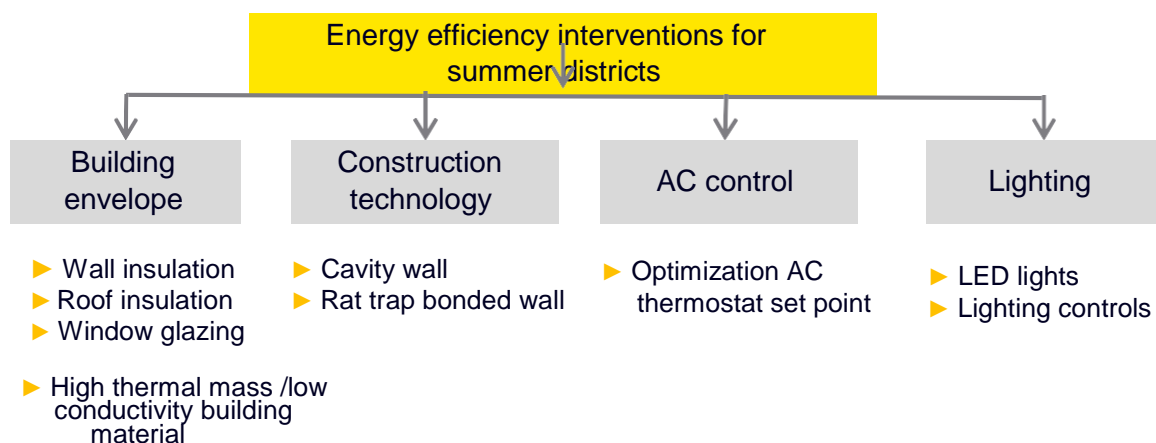 Energy efficiency interventions for
summer districts
Building
envelope
Construction
technology
AC control
Lighting
► Wall insulation
► Roof insulation
► Window glazing
► High thermal mass /low
conductivity building
material
► Cavity wall
► Rat trap bonded wall
► Optimization AC
thermostat set point
► LED lights
► Lighting controls